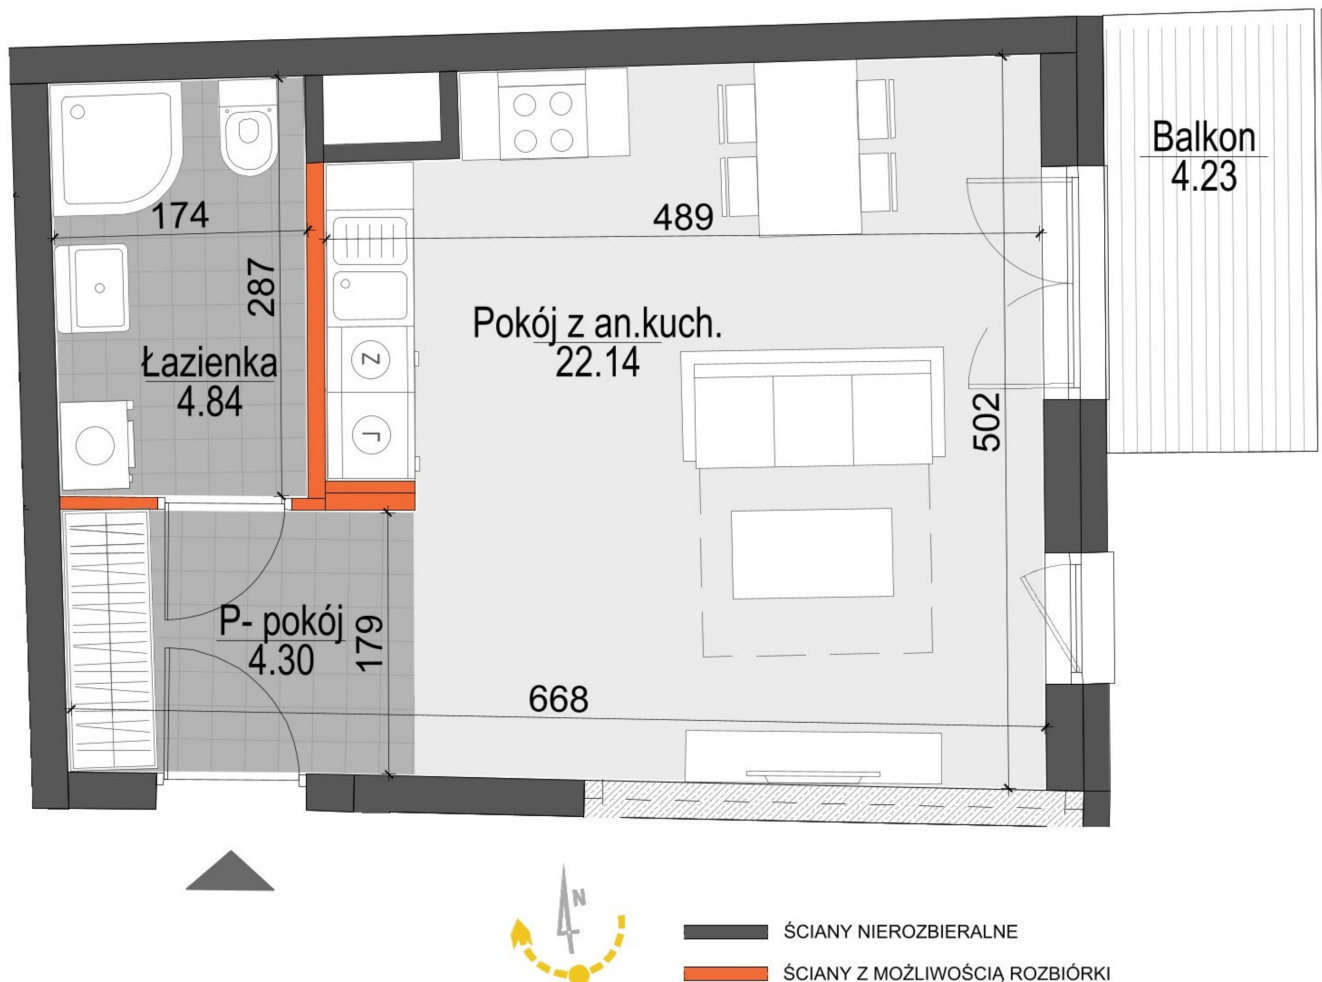 Balkon
4.23
174
489
287
Pokój z an.kuch.
22.14
Łazienka
4.84
Z
502
L
P- pokój
4.30
179
668
N
ŚCIANY NIEROZBIERALNE
ŚCIANY Z MOŻLIWOŚCIĄ ROZBIÓRKI